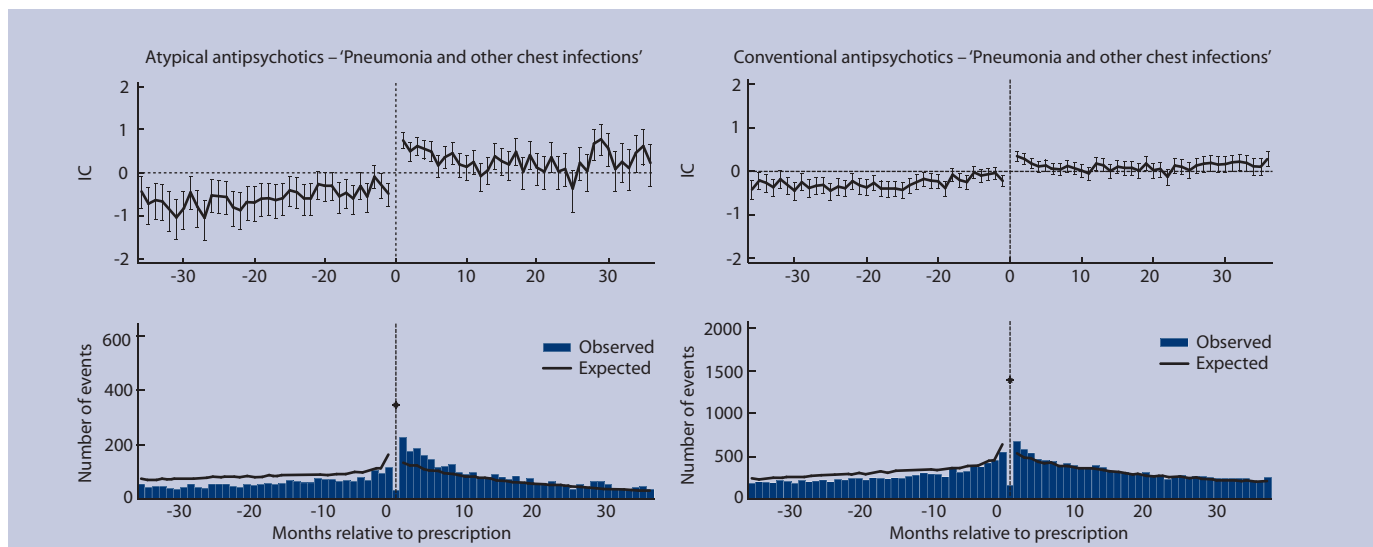 Atypical antipsychotics – ‘Pneumonia and other chest infections’
2
1
0
-1
-2
IC
-30 -20 -20 0 10 20 30
Conventional antipsychotics – ‘Pneumonia and other chest infections’
2
1
0
-1
-2
IC
-30 -20 -20 0 10 20 30
600
400
200
0
Number of events
Observed
Expected
-30 -20 -20 0 10 20 30
Months relative to prescription
2000
1500
1000
500
0
Number of events
Observed
Expected
-30 -20 -20 0 10 20 30
Months relative to prescription